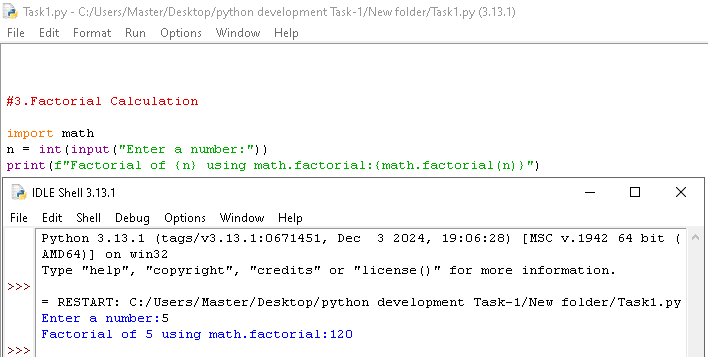 Task1.py - C:/Users/Master/Desktop/python development Task-1/New folder/Task1.py (3.13.1)
File Edit Format Run Options Window Help
#3.Factorial Calculation
import math
n = int(input("Enter a number:"))
print(f"Factorial of {n} using math.factorial:{math.factorial(n)}")
IDLE Shell 3.13.1
File Edit Shell Debug Options Window Help
Python 3.13.1 (tags/v3.13.1:0671451, Dec  3 2024, 19:06:28) [MSC v.1942 64 bit (
AMD64)] on win32
Type "help", "copyright", "credits" or "license()" for more information.
>>>
= RESTART: C:/Users/Master/Desktop/python development Task-1/New folder/Task1.py
Enter a number:5
Factorial of 5 using math.factorial:120
>>>